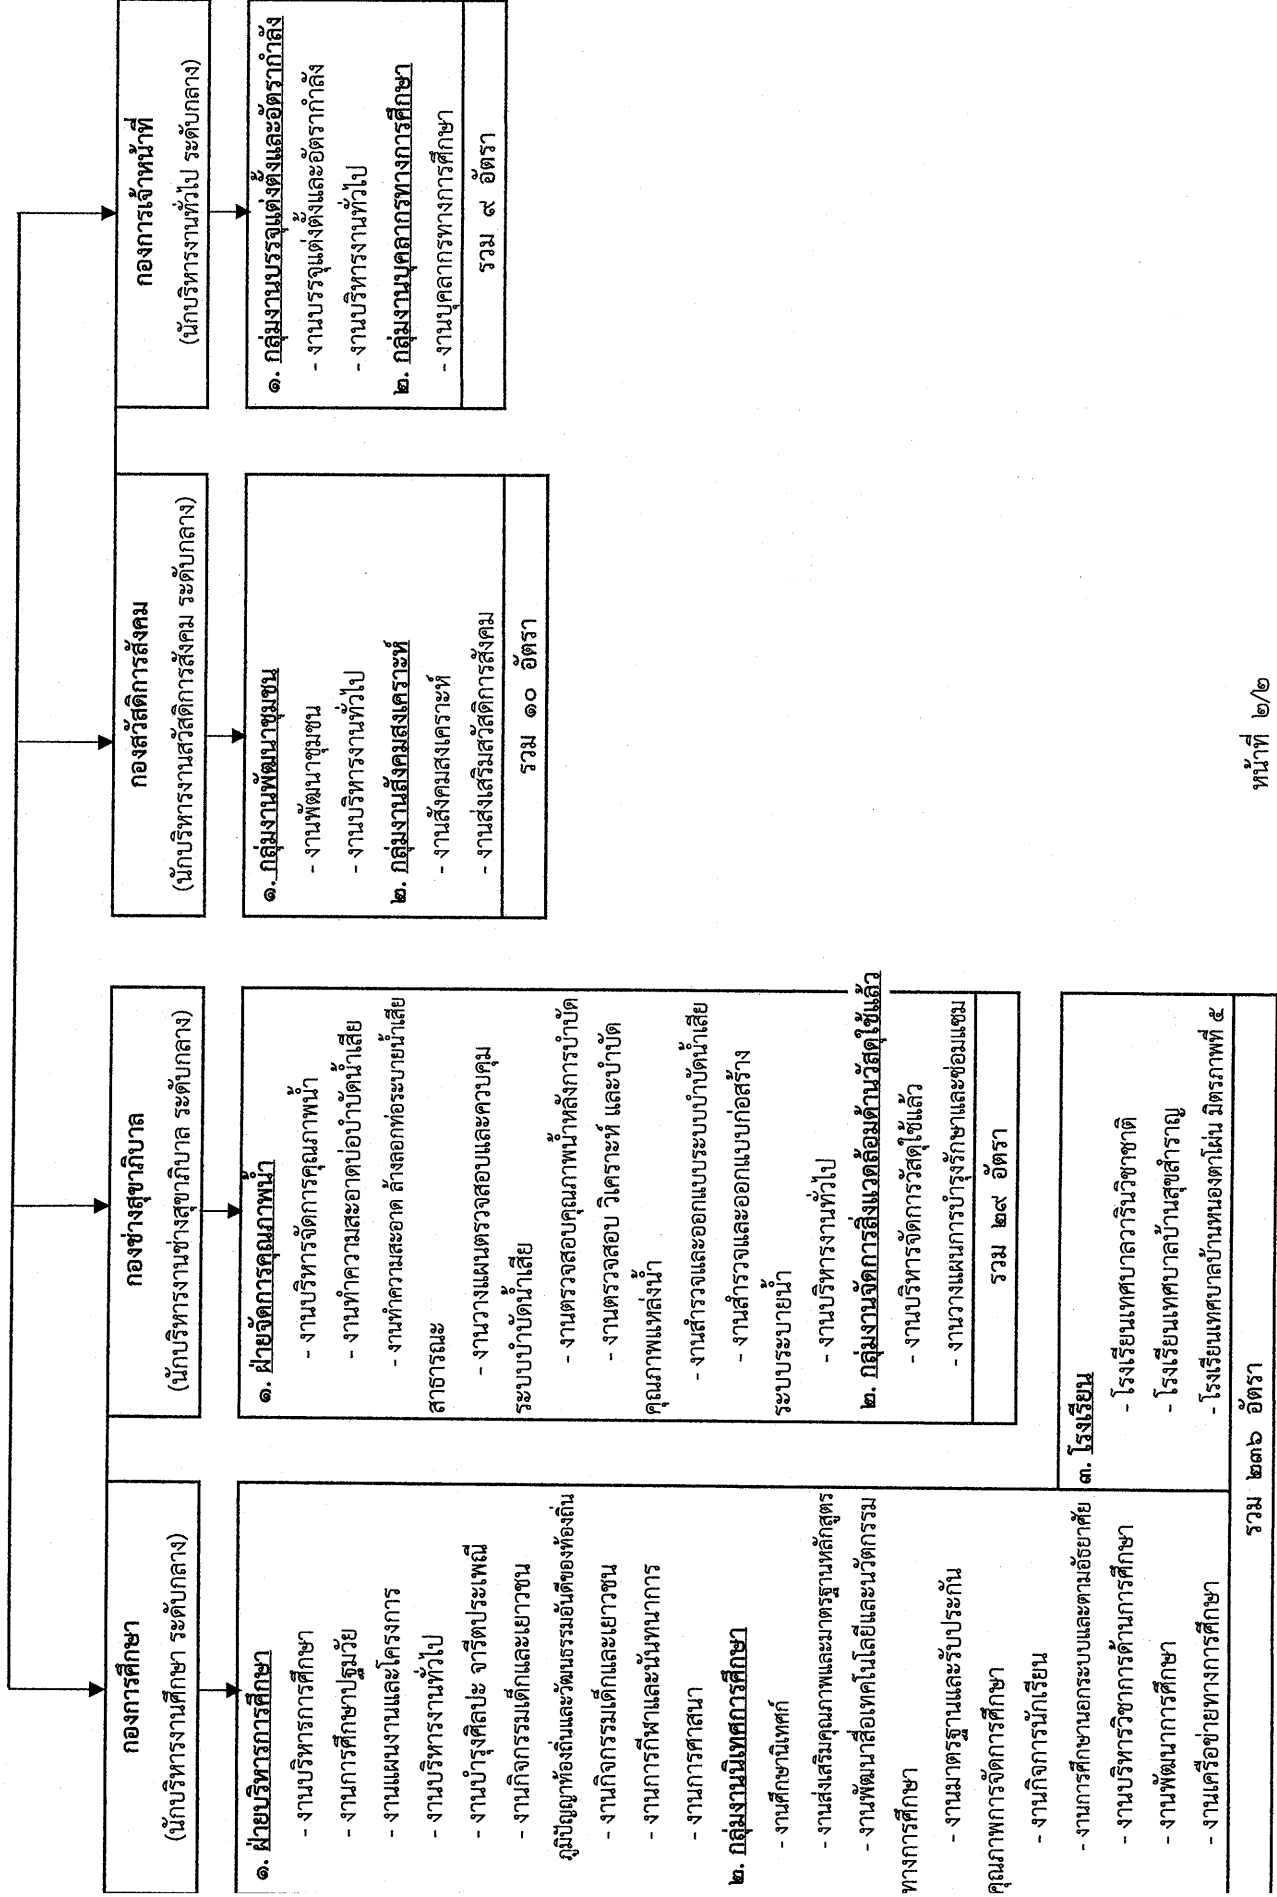 กองการศึกษา
(นักบริหารงานศึกษา ระดับกลาง)
๑. ฝ่ายบริหารการศึกษา
- งานบริหารการศึกษา
- งานการศึกษาปฐมวัย
- งานแผนงานและโครงการ
- งานบริหารงานทั่วไป
- งานบำรุงศิลปะ จารีตประเพณี
- งานกิจกรรมเด็กและเยาวชน
ภูมิปัญญาท้องถิ่นและวัฒนธรรมอันดีของท้องถิ่น
- งานกิจกรรมเด็กและเยาวชน
- งานการกีฬาและนันทนาการ
- งานการศาสนา
๒. กลุ่มงานนิเทศการศึกษา
- งานศึกษานิเทศก์
- งานส่งเสริมคุณภาพและมาตรฐานหลักสูตร
- งานพัฒนาสื่อเทคโนโลยีและนวัตกรรม
ทางการศึกษา
- งานมาตรฐานและรับประกัน
คุณภาพการจัดการศึกษา
- งานกิจการนักเรียน
- งานการศึกษานอกระบบและตามอัธยาศัย
- งานบริหารวิชาการด้านการศึกษา
- งานพัฒนาการศึกษา
- งานเครือข่ายทางการศึกษา
๓. โรงเรียน
- โรงเรียนเทศบาลวารินวิชาชาติ
- โรงเรียนเทศบาลบ้านสุขสำราญ
- โรงเรียนเทศบาลบ้านหนองตาโผ่น มิตรภาพที่ ๕
รวม ๒๓๖ อัตรา
กองช่างสุขาภิบาล
(นักบริหารงานช่างสุขาภิบาล ระดับกลาง)
๑. ฝ่ายจัดการคุณภาพน้ำ
- งานบริหารจัดการคุณภาพน้ำ
- งานทำความสะอาดบ่อบำบัดน้ำเสีย
- งานทำความสะอาด ล้างลอกท่อระบายน้ำเสีย
สาธารณะ
- งานวางแผนตรวจสอบและควบคุม
ระบบบำบัดน้ำเสีย
- งานตรวจสอบคุณภาพน้ำหลังการบำบัด
- งานตรวจสอบ วิเคราะห์ และบำบัด
คุณภาพแหล่งน้ำ
- งานสำรวจและออกแบบระบบบำบัดน้ำเสีย
- งานสำรวจและออกแบบก่อสร้าง
ระบบระบายน้ำ
- งานบริหารงานทั่วไป
๒. กลุ่มงานจัดการสิ่งแวดล้อมด้านวัสดุใช้แล้ว
- งานบริหารจัดการวัสดุใช้แล้ว
- งานวางแผนการบำรุงรักษาและซ่อมแซม
รวม ๒๙ อัตรา
กองสวัสดิการสังคม
(นักบริหารงานสวัสดิการสังคม ระดับกลาง)
๑. กลุ่มงานพัฒนาชุมชน
- งานพัฒนาชุมชน
- งานบริหารงานทั่วไป
๒. กลุ่มงานสังคมสงเคราะห์
- งานสังคมสงเคราะห์
- งานส่งเสริมสวัสดิการสังคม
รวม ๑๐ อัตรา
กองการเจ้าหน้าที่
(นักบริหารงานทั่วไป ระดับกลาง)
๑. กลุ่มงานบรรจุแต่งตั้งและอัตรากำลัง
- งานบรรจุแต่งตั้งและอัตรากำลัง
- งานบริหารงานทั่วไป
๒. กลุ่มงานบุคลากรทางการศึกษา
- งานบุคลากรทางการศึกษา
รวม ๙ อัตรา
หน้าที่ ๒/๒